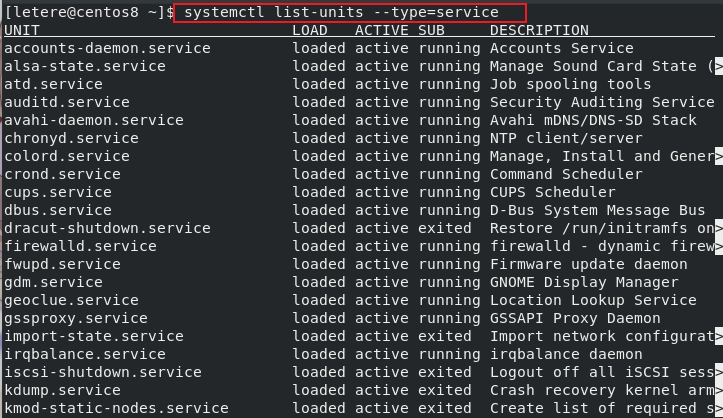 [letere@centos8 ~]$ systemctl list-units --type=service
UNIT LOAD ACTIVE SUB DESCRIPTION
accounts-daemon.service loaded active running Accounts Service
alsa-state.service loaded active running Manage Sound Card State (>
atd.service loaded active running Job spooling tools
auditd.service loaded active running Security Auditing Service
avahi-daemon.service loaded active running Avahi mDNS/DNS-SD Stack
chronyd.service loaded active running NTP client/server
colord.service loaded active running Manage, Install and Gener>
crond.service loaded active running Command Scheduler
cups.service loaded active running CUPS Scheduler
dbus.service loaded active running D-Bus System Message Bus
dracut-shutdown.service loaded active exited Restore /run/initramfs on>
firewalld.service loaded active running firewalld - dynamic firew>
fwupd.service loaded active running Firmware update daemon
gdm.service loaded active running GNOME Display Manager
geoclue.service loaded active running Location Lookup Service
gssproxy.service loaded active running GSSAPI Proxy Daemon
import-state.service loaded active exited Import network configurat>
irqbalance.service loaded active running irqbalance daemon
iscsi-shutdown.service loaded active exited Logout off all iSCSI sess>
kdump.service loaded active exited Crash recovery kernel arm>
kmod-static-nodes.service loaded active exited Create list of required s>